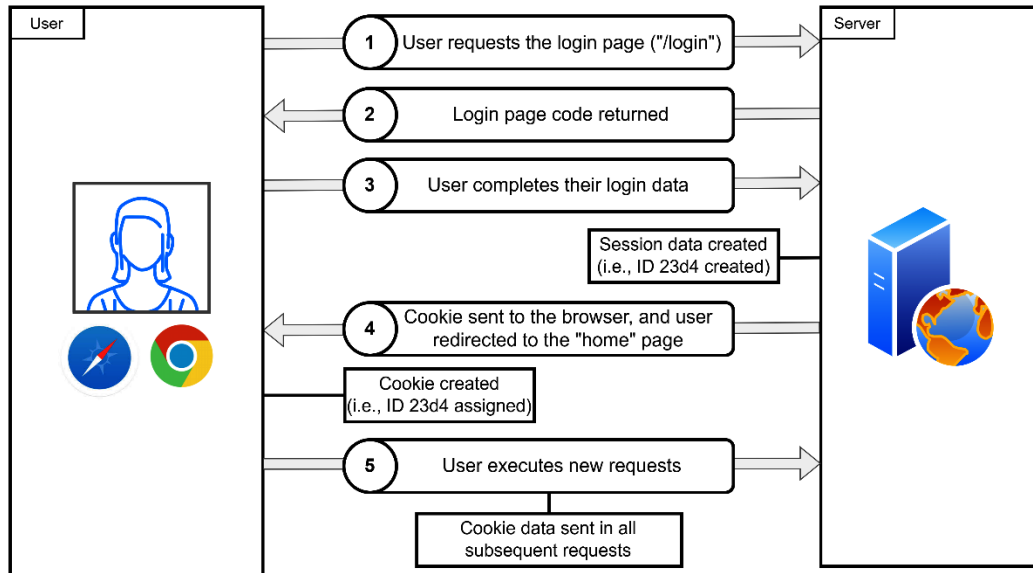 User
Server
1
User requests the login page ("/login")
2
Login page code returned
3
User completes their login data
Session data created
(i.e., ID 23d4 created)
4
Cookie sent to the browser, and user
redirected to the "home" page
Cookie created
(i.e., ID 23d4 assigned)
5
User executes new requests
Cookie data sent in all
subsequent requests